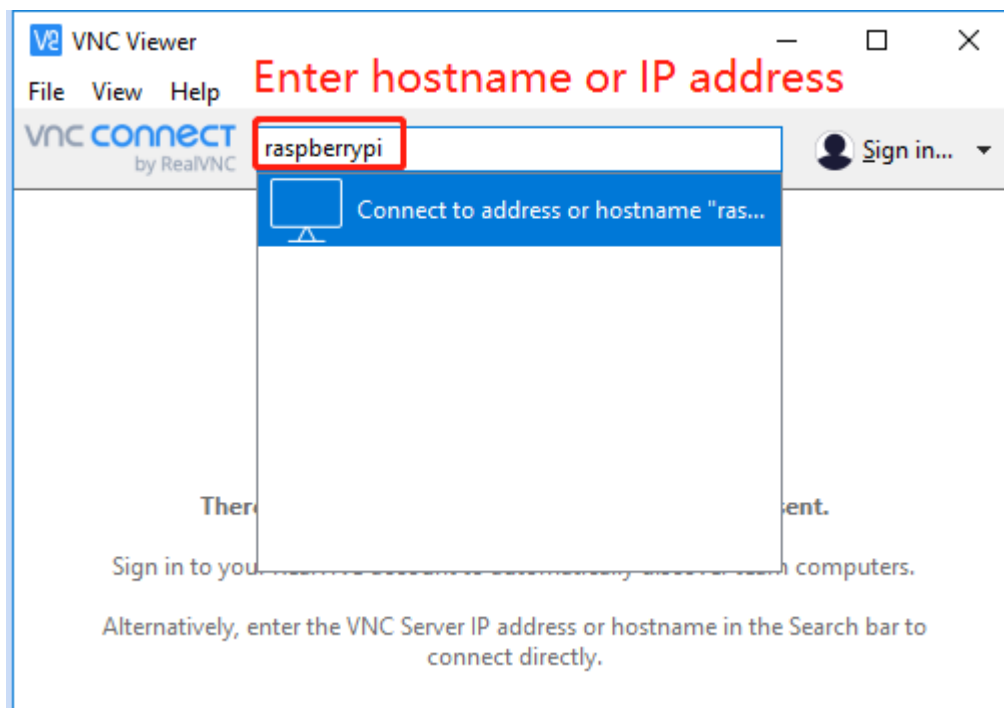 VNC Viewer
Enter hostname or IP address
File View Help
vnc connect
by RealVNC
raspberrypi
Sign in...
Connect to address or hostname "ras...
There
sent.
Sign in to you
computers.
Alternatively, enter the VNC Server IP address or hostname in the Search bar to
connect directly.